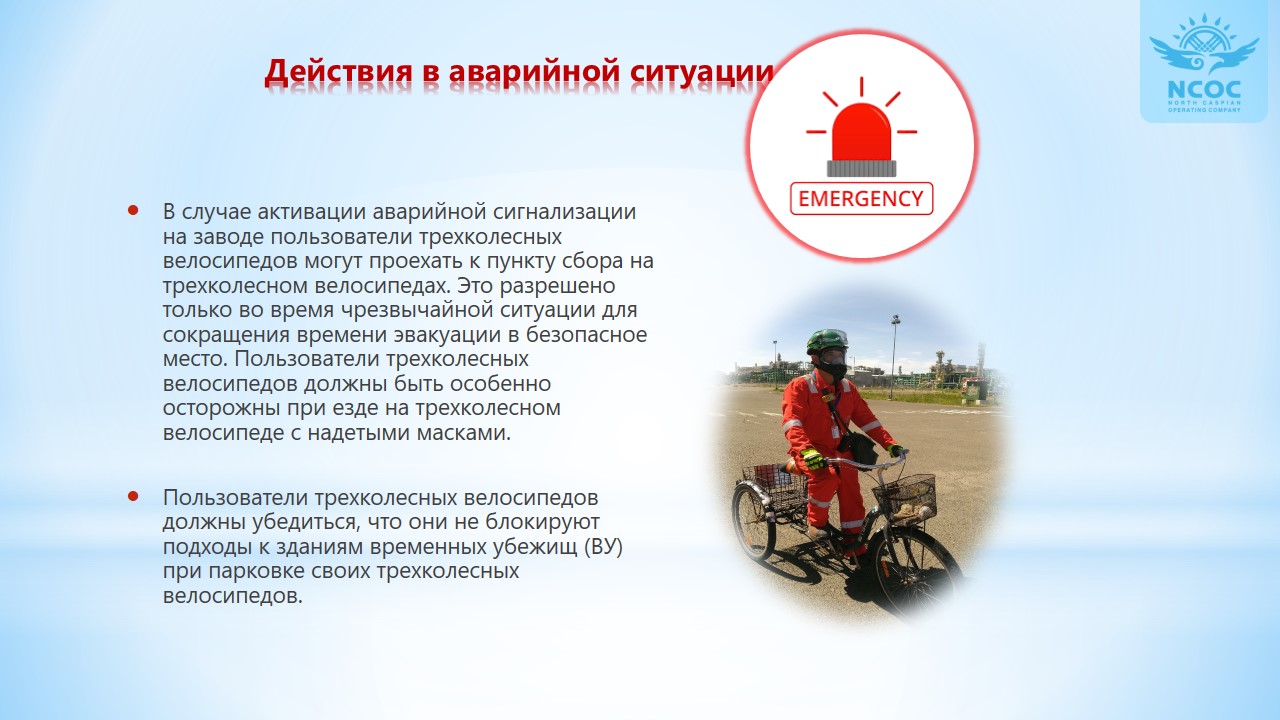 Действия в аварийной ситуации
EMERGENCY
NCOC
NORTH CASPIAN
OPERATING COMPANY
В случае активации аварийной сигнализации
на заводе пользователи трехколесных
велосипедов могут проехать к пункту сбора на
трехколесном велосипедах. Это разрешено
только во время чрезвычайной ситуации для
сокращения времени эвакуации в безопасное
место. Пользователи трехколесных
велосипедов должны быть особенно
осторожны при езде на трехколесном
велосипеде с надетыми масками.
Пользователи трехколесных велосипедов
должны убедиться, что они не блокируют
подходы к зданиям временных убежищ (ВУ)
при парковке своих трехколесных
велосипедов.